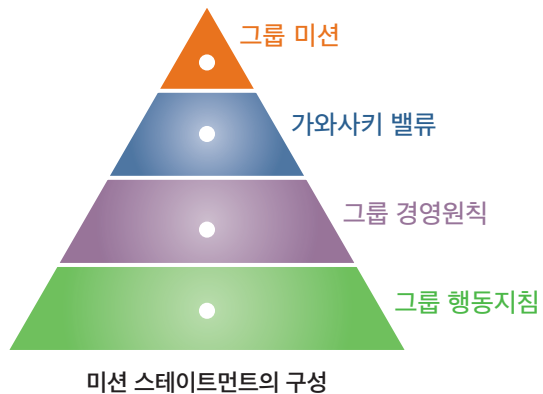 그룹 미션
가와사키 밸류
그룹 경영원칙
그룹 행동지침
미션 스테이트먼트의 구성